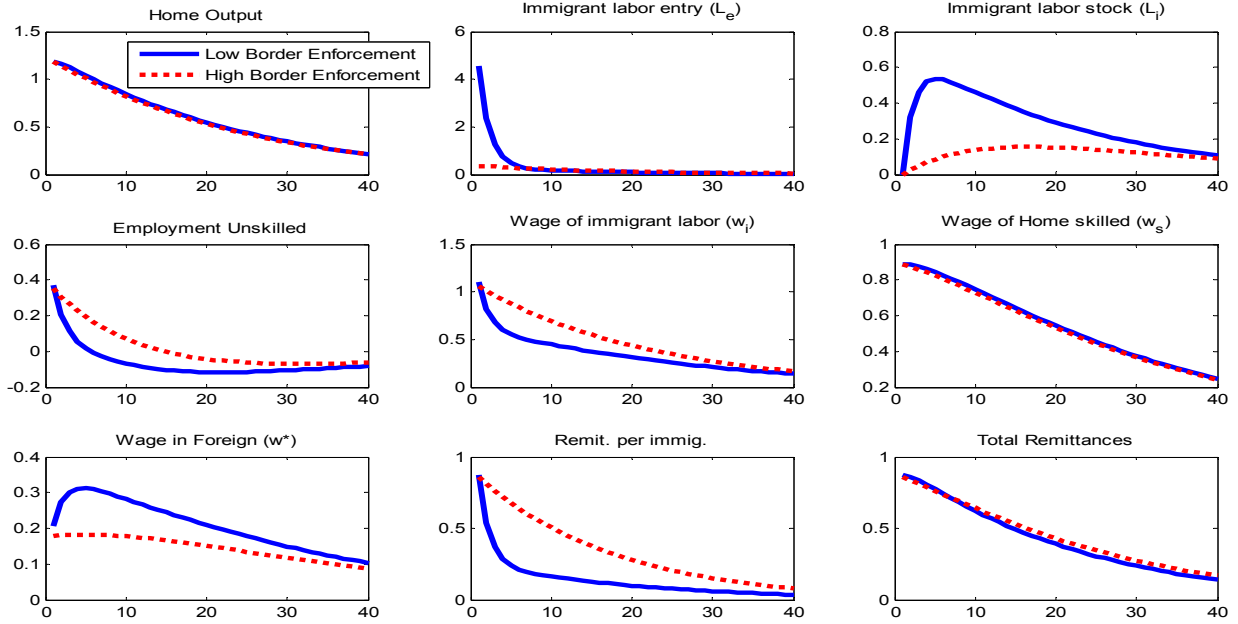 Home Output
Immigrant labor entry (L_e)
Immigrant labor stock (L_i)
1.5
1
0.5
0
0 10 20 30 40
Low Border Enforcement
High Border Enforcement
6
4
2
0
0 10 20 30 40
0.8
0.6
0.4
0.2
0
0 10 20 30 40
Employment Unskilled
Wage of immigrant labor (w_i)
Wage of Home skilled (w_s)
0.6
0.4
0.2
0
-0.2
0 10 20 30 40
1.5
1
0.5
0
0 10 20 30 40
1
0.8
0.6
0.4
0.2
0 10 20 30 40
Wage in Foreign (w*)
Remit. per immig.
Total Remittances
0.4
0.3
0.2
0.1
0
0 10 20 30 40
1
0.5
0
0 10 20 30 40
1
0.5
0
0 10 20 30 40